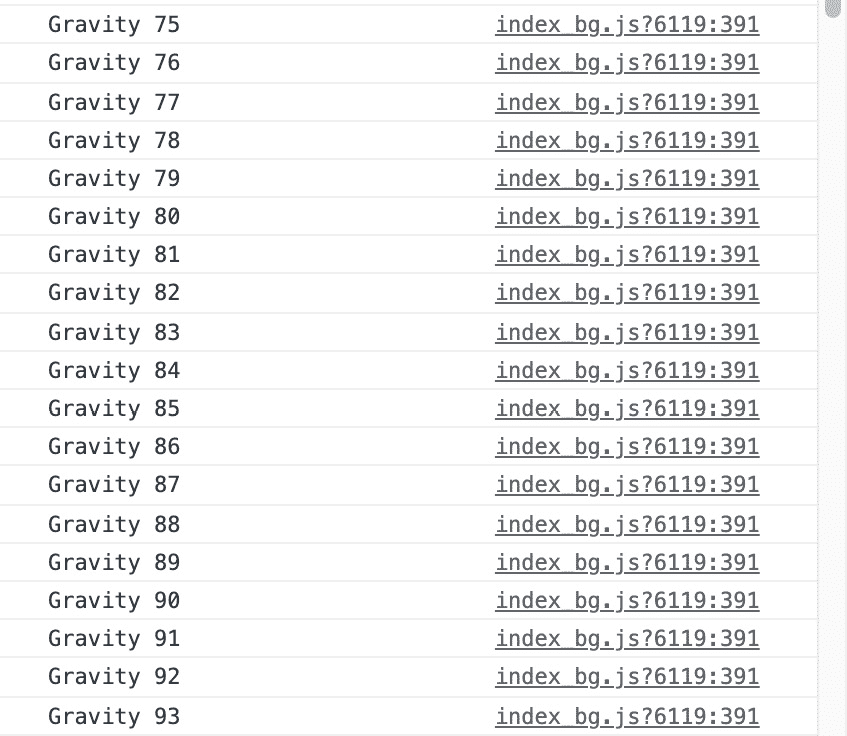 Gravity 75 index_bg.js?6119:391
Gravity 76 index_bg.js?6119:391
Gravity 77 index_bg.js?6119:391
Gravity 78 index_bg.js?6119:391
Gravity 79 index_bg.js?6119:391
Gravity 80 index_bg.js?6119:391
Gravity 81 index_bg.js?6119:391
Gravity 82 index_bg.js?6119:391
Gravity 83 index_bg.js?6119:391
Gravity 84 index_bg.js?6119:391
Gravity 85 index_bg.js?6119:391
Gravity 86 index_bg.js?6119:391
Gravity 87 index_bg.js?6119:391
Gravity 88 index_bg.js?6119:391
Gravity 89 index_bg.js?6119:391
Gravity 90 index_bg.js?6119:391
Gravity 91 index_bg.js?6119:391
Gravity 92 index_bg.js?6119:391
Gravity 93 index_bg.js?6119:391